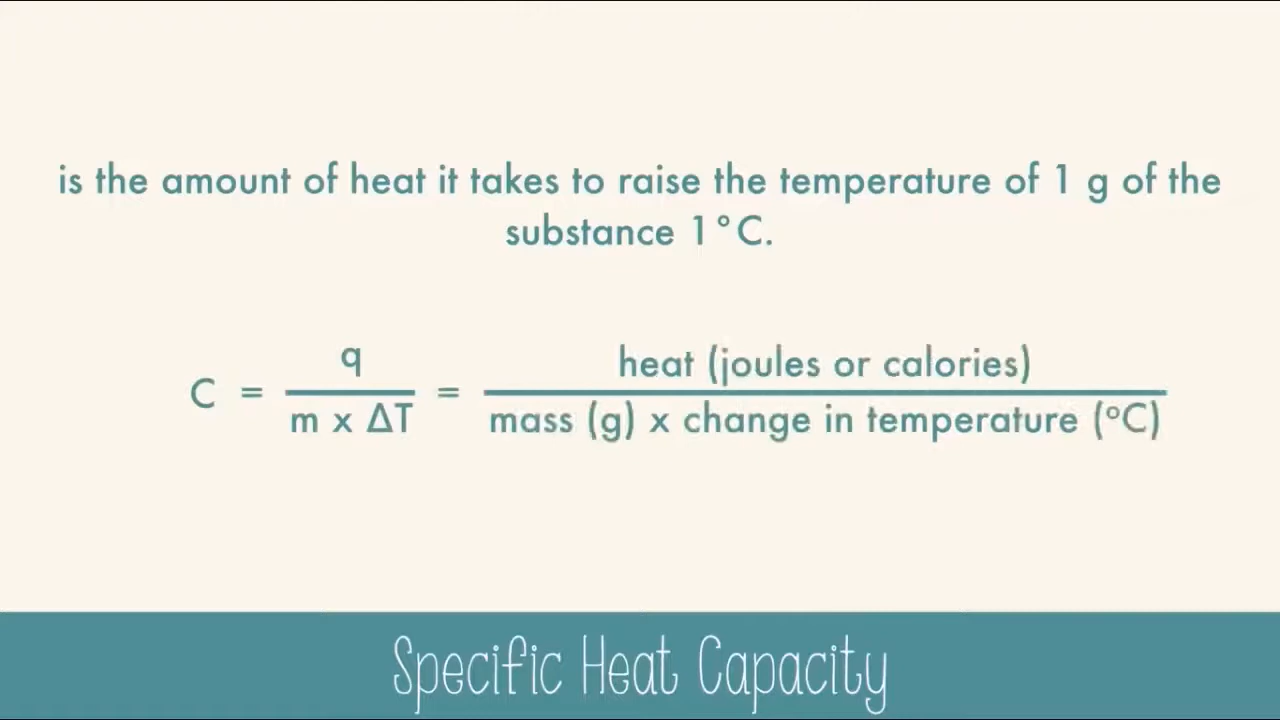 is the amount of heat it takes to raise the temperature of 1 g of the
substance 1°C.
C = q / m x ΔT = heat (joules or calories) / mass (g) x change in temperature (°C)
Specific Heat Capacity